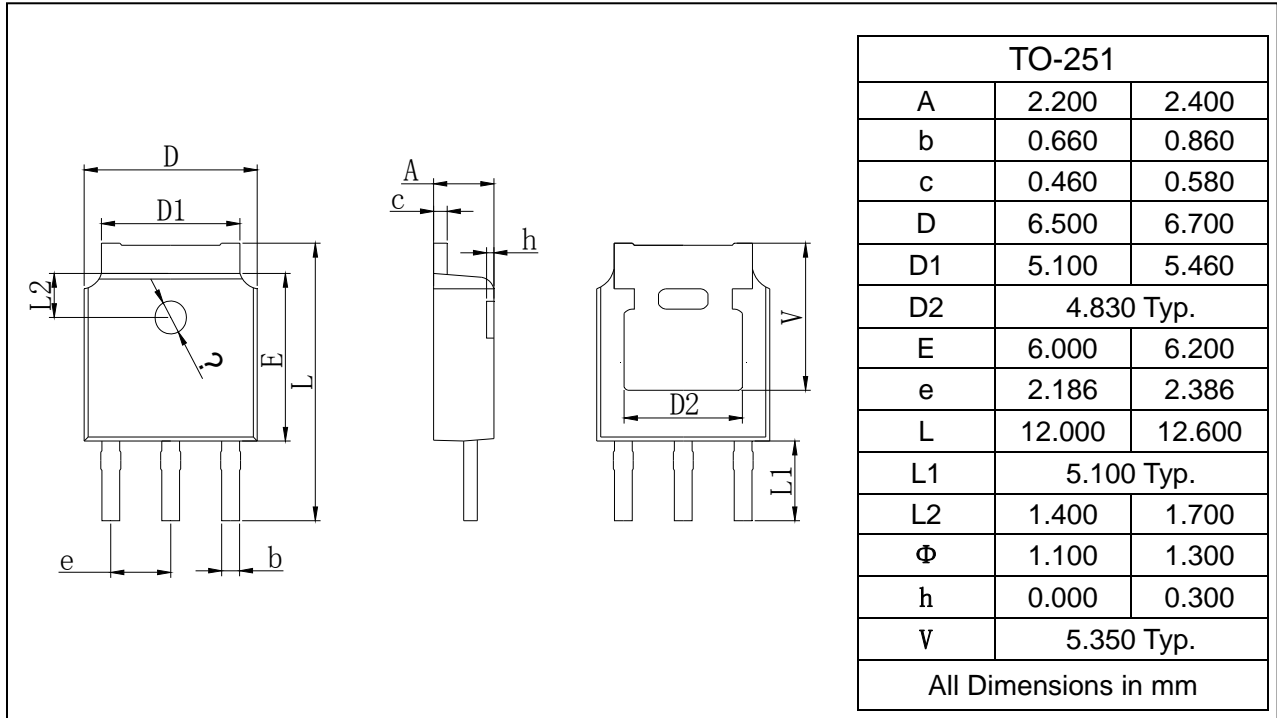 D
D1
L2
?
E
L
e
b
A
c
h
V
D2
L1
TO-251
A 2.200 2.400
b 0.660 0.860
c 0.460 0.580
D 6.500 6.700
D1 5.100 5.460
D2 4.830 Typ.
E 6.000 6.200
e 2.186 2.386
L 12.000 12.600
L1 5.100 Typ.
L2 1.400 1.700
Φ 1.100 1.300
h 0.000 0.300
V 5.350 Typ.
All Dimensions in mm